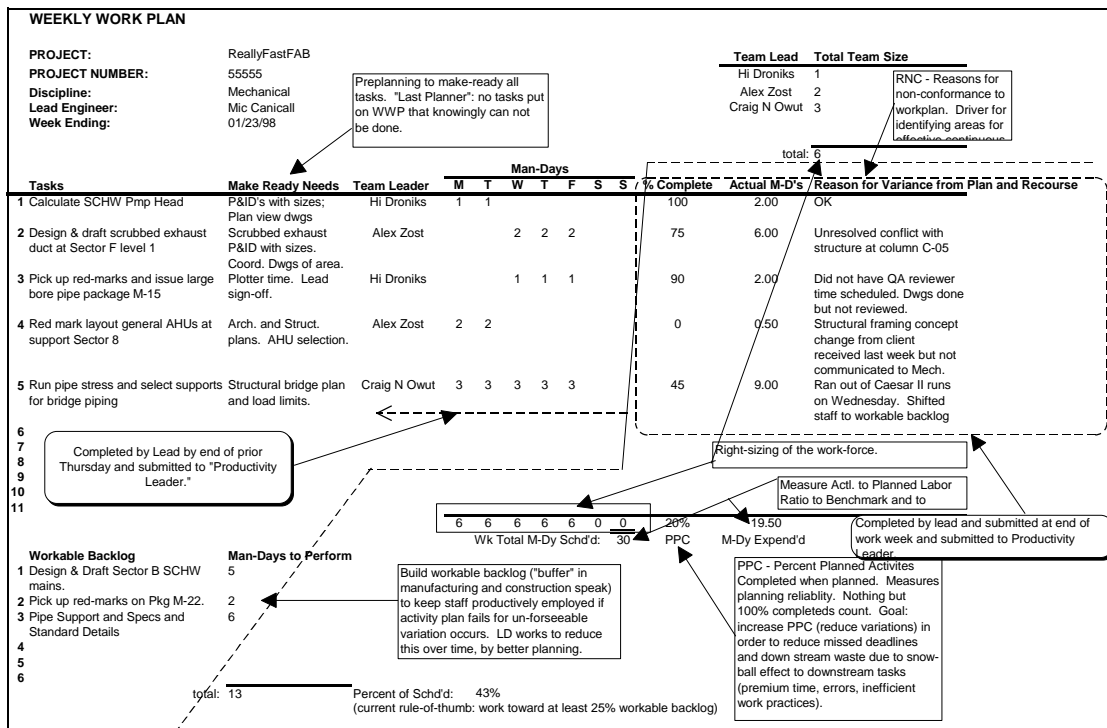 WEEKLY WORK PLAN
PROJECT: ReallyFastFAB
PROJECT NUMBER: 55555
Discipline: Mechanical
Lead Engineer: Mic Canicall
Week Ending: 01/23/98
Preplanning to make-ready all
tasks. "Last Planner": no tasks put
on WWP that knowingly can not
be done.
Team Lead Total Team Size
Hi Droniks 1
Alex Zost 2
Craig N Owut 3
total: 6
RNC - Reasons for
non-conformance to
workplan. Driver for
identifying areas for
effective continuous
Man-Days
Tasks Make Ready Needs Team Leader M T W T F S S % Complete Actual M-D's Reason for Variance from Plan and Recourse
1 Calculate SCHW Pmp Head P&ID's with sizes; Hi Droniks 1 1 100 2.00 OK
Plan view dwgs
2 Design & draft scrubbed exhaust Scrubbed exhaust Alex Zost 2 2 2 75 6.00 Unresolved conflict with
duct at Sector F level 1 P&ID with sizes. structure at column C-05
Coord. Dwgs of area.
3 Pick up red-marks and issue large Plotter time. Lead Hi Droniks 1 1 1 90 2.00 Did not have QA reviewer
bore pipe package M-15 sign-off. time scheduled. Dwgs done
but not reviewed.
4 Red mark layout general AHUs at Arch. and Struct. Alex Zost 2 2 0 0.50 Structural framing concept
support Sector 8 plans. AHU selection. change from client
received last week but not
communicated to Mech.
5 Run pipe stress and select supports Structural bridge plan Craig N Owut 3 3 3 3 3 45 9.00 Ran out of Caesar II runs
for bridge piping and load limits. on Wednesday. Shifted
staff to workable backlog
6
7
8
9
10
11
Completed by Lead by end of prior
Thursday and submitted to "Productivity
Leader."
Right-sizing of the work-force.
Measure Actl. to Planned Labor
Ratio to Benchmark and to
6 6 6 6 6 0 0 20% 19.50
Wk Total M-Dy Schd'd: 30 PPC M-Dy Expend'd
Completed by lead and submitted at end of
work week and submitted to Productivity
Leader.
Workable Backlog Man-Days to Perform
1 Design & Draft Sector B SCHW 5
mains.
2 Pick up red-marks on Pkg M-22. 2
3 Pipe Support and Specs and 6
Standard Details
4
5
6
Build workable backlog ("buffer" in
manufacturing and construction speak)
to keep staff productively employed if
activity plan fails for un-forseeable
variation occurs. LD works to reduce
this over time, by better planning.
PPC - Percent Planned Activites
Completed when planned. Measures
planning reliablity. Nothing but
100% completeds count. Goal:
increase PPC (reduce variations) in
order to reduce missed deadlines
and down stream waste due to snow-
ball effect to downstream tasks
(premium time, errors, inefficient
work practices).
total: 13 Percent of Schd'd: 43%
(current rule-of-thumb: work toward at least 25% workable backlog)